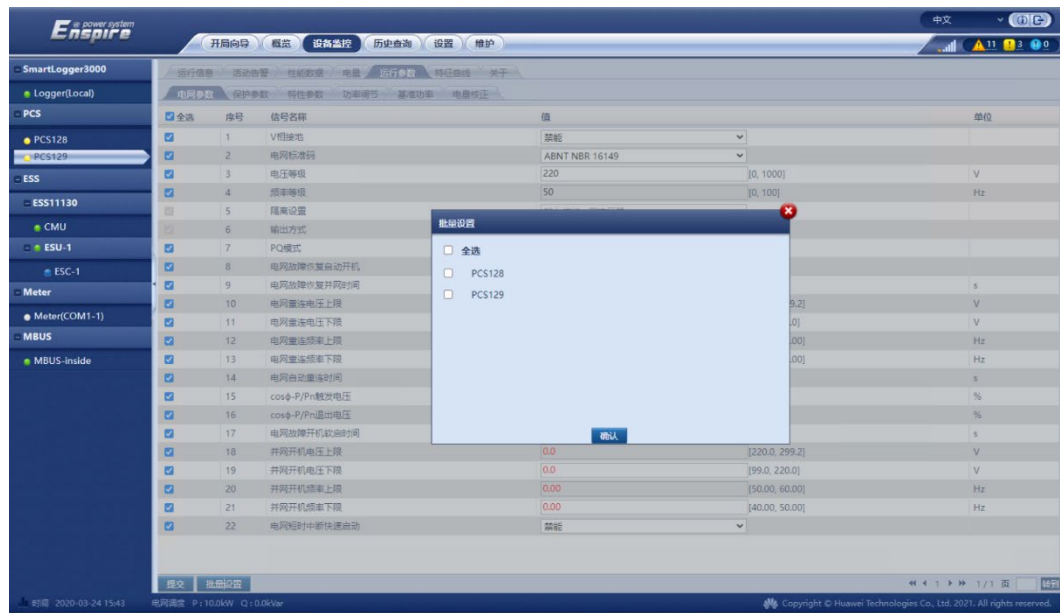 e power system
Enspire
中文
开局向导 概览 设备监控 历史查询 设置 维护
11 3 0
SmartLogger3000
运行信息 活动告警 性能数据 电量 运行参数 特征曲线 关于
Logger(Local)
电网参数 保护参数 特性参数 功率调节 基准功率 电量校正
PCS
全选 序号 信号名称 值 单位
PCS128
1 V相接地 禁能
PCS129
2 电网标准码 ABNT NBR 16149
ESS
3 电压等级 220 [0, 1000] V
ESS11130
4 频率等级 50 [0, 100] Hz
5 隔离设置
CMU
6 输出方式
ESU-1
7 PQ模式
ESC-1
8 电网故障恢复自动开机
Meter
9 电网故障恢复并网时间 s
Meter(COM1-1)
10 电网重连电压上限 9.2] V
11 电网重连电压下限 .0] V
MBUS
12 电网重连频率上限 .00] Hz
MBUS-inside
13 电网重连频率下限 .00] Hz
14 电网自动重连时间 s
15 cosϕ-P/Pn触发电压 %
16 cosϕ-P/Pn退出电压 %
17 电网故障开机软启时间 s
18 并网开机电压上限 0.0 [220.0, 299.2] V
19 并网开机电压下限 0.0 [99.0, 220.0] V
20 并网开机频率上限 0.00 [50.00, 60.00] Hz
21 并网开机频率下限 0.00 [40.00, 50.00] Hz
22 电网短时中断快速启动 禁能
批量设置
全选
PCS128
PCS129
确认
提交 批量设置 1 1/1 页 转到
时间 2020-03-24 15:43 电网调度 P : 10.0kW Q : 0.0kVar Copyright © Huawei Technologies Co., Ltd. 2021. All rights reserved.